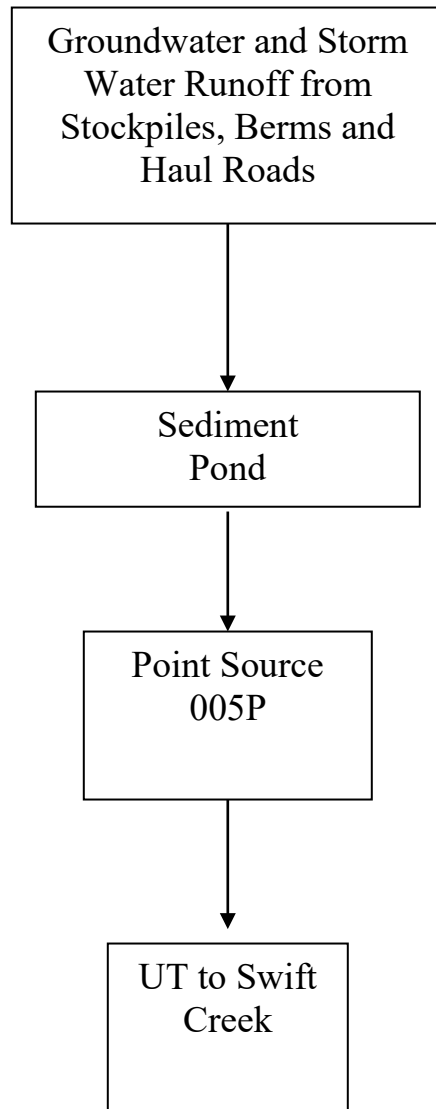 Groundwater and Storm
Water Runoff from
Stockpiles, Berms and
Haul Roads
Sediment
Pond
Point Source
005P
UT to Swift
Creek